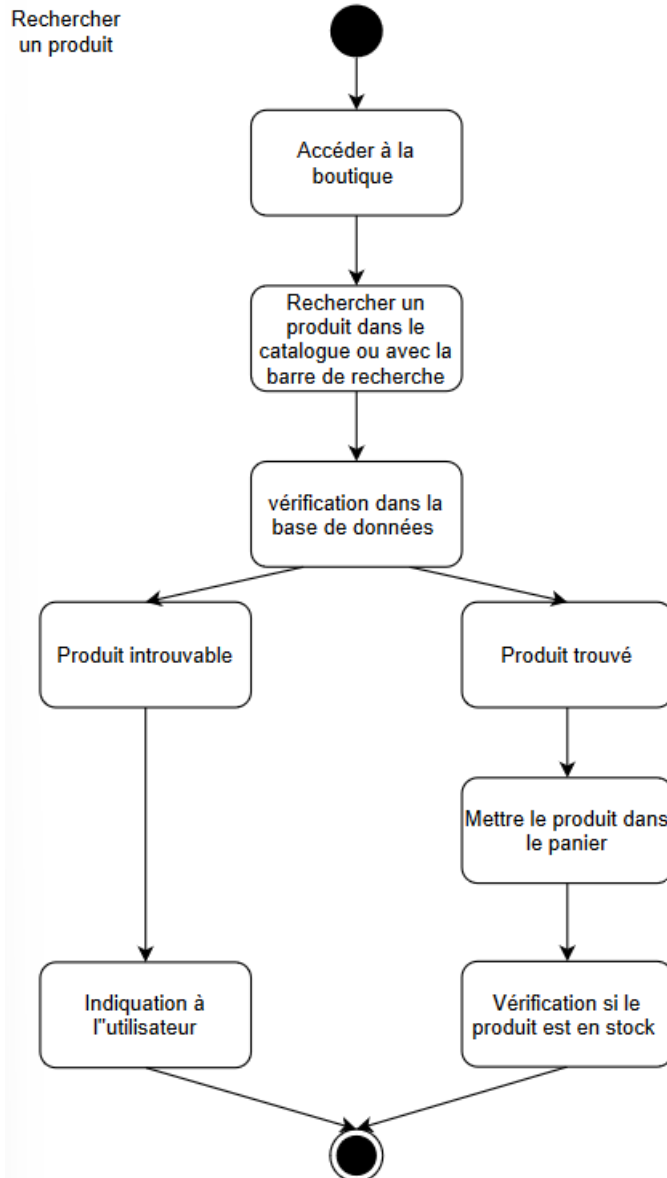 Rechercher
un produit
Accéder à la
boutique
Rechercher un
produit dans le
catalogue ou avec la
barre de recherche
vérification dans la
base de données
Produit introuvable
Produit trouvé
Mettre le produit dans
le panier
Indiquation à
l"utilisateur
Vérification si le
produit est en stock